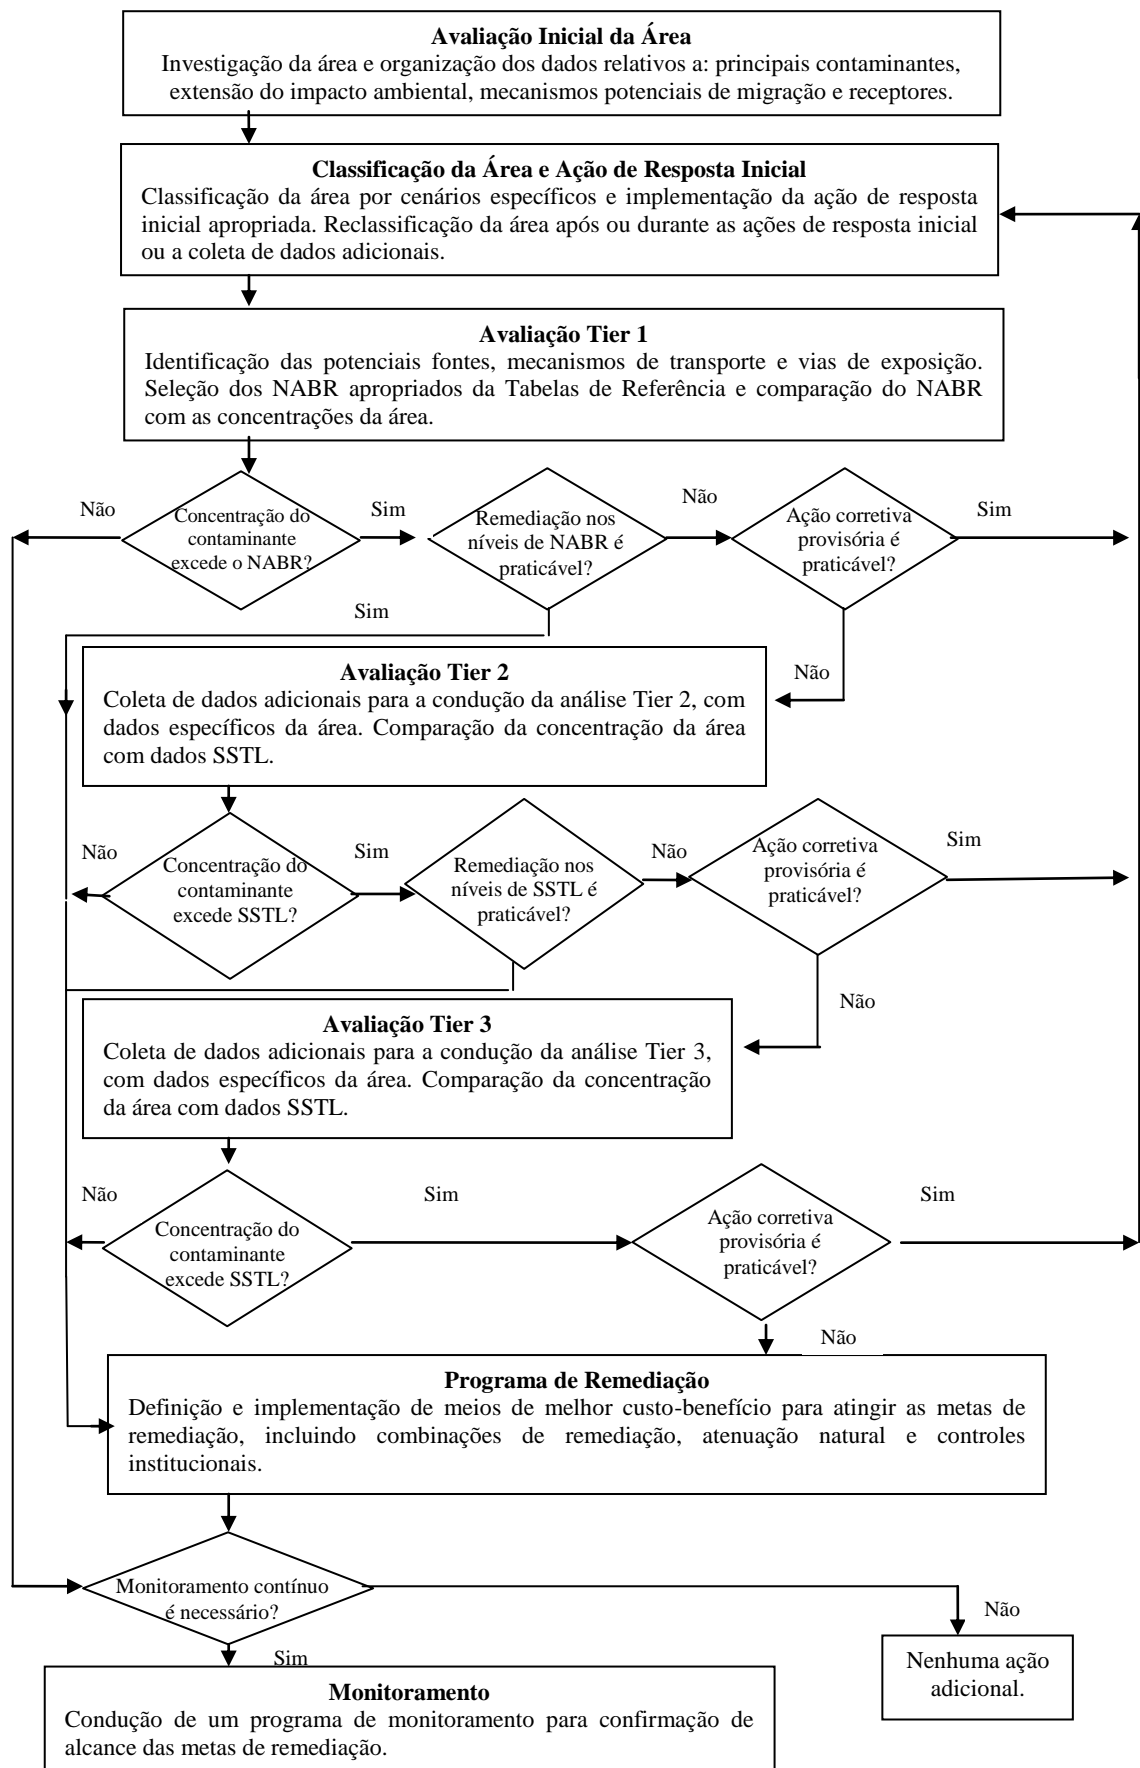 Avaliação Inicial da Área
Investigação da área e organização dos dados relativos a: principais contaminantes,
extensão do impacto ambiental, mecanismos potenciais de migração e receptores.
Classificação da Área e Ação de Resposta Inicial
Classificação da área por cenários específicos e implementação da ação de resposta
inicial apropriada. Reclassificação da área após ou durante as ações de resposta inicial
ou a coleta de dados adicionais.
Avaliação Tier 1
Identificação das potenciais fontes, mecanismos de transporte e vias de exposição.
Seleção dos NABR apropriados da Tabelas de Referência e comparação do NABR
com as concentrações da área.
Não
Concentração do
contaminante
excede o NABR?
Sim
Remediação nos
níveis de NABR é
praticável?
Não
Ação corretiva
provisória é
praticável?
Sim
Sim
Não
Avaliação Tier 2
Coleta de dados adicionais para a condução da análise Tier 2, com
dados específicos da área. Comparação da concentração da área
com dados SSTL.
Não
Concentração do
contaminante
excede SSTL?
Sim
Remediação nos
níveis de SSTL é
praticável?
Não
Ação corretiva
provisória é
praticável?
Sim
Não
Avaliação Tier 3
Coleta de dados adicionais para a condução da análise Tier 3,
com dados específicos da área. Comparação da concentração
da área com dados SSTL.
Não
Concentração do
contaminante
excede SSTL?
Sim
Ação corretiva
provisória é
praticável?
Sim
Não
Programa de Remediação
Definição e implementação de meios de melhor custo-benefício para atingir as metas de
remediação, incluindo combinações de remediação, atenuação natural e controles
institucionais.
Monitoramento contínuo
é necessário?
Não
Nenhuma ação
adicional.
Sim
Monitoramento
Condução de um programa de monitoramento para confirmação de
alcance das metas de remediação.